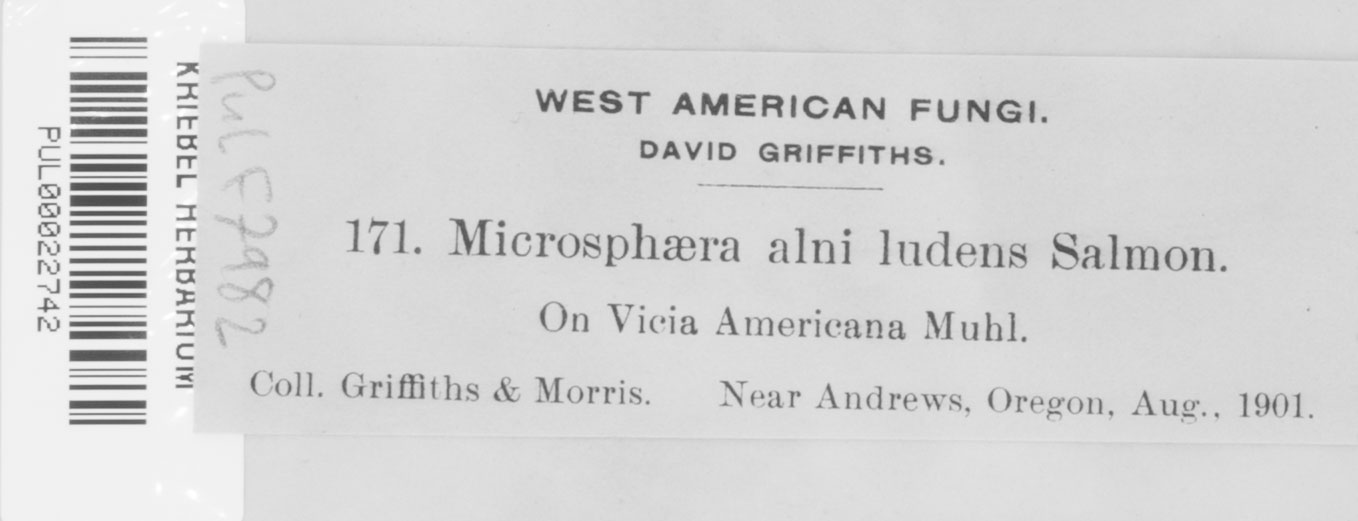 PUL00022742
KRIEBEL HERBARIUM
PUL F2982
WEST AMERICAN FUNGI.
DAVID GRIFFITHS.
171. Microsphæra alni ludens Salmon.
On Vicia Americana Muhl.
Coll. Griffiths & Morris. Near Andrews, Oregon, Aug., 1901.